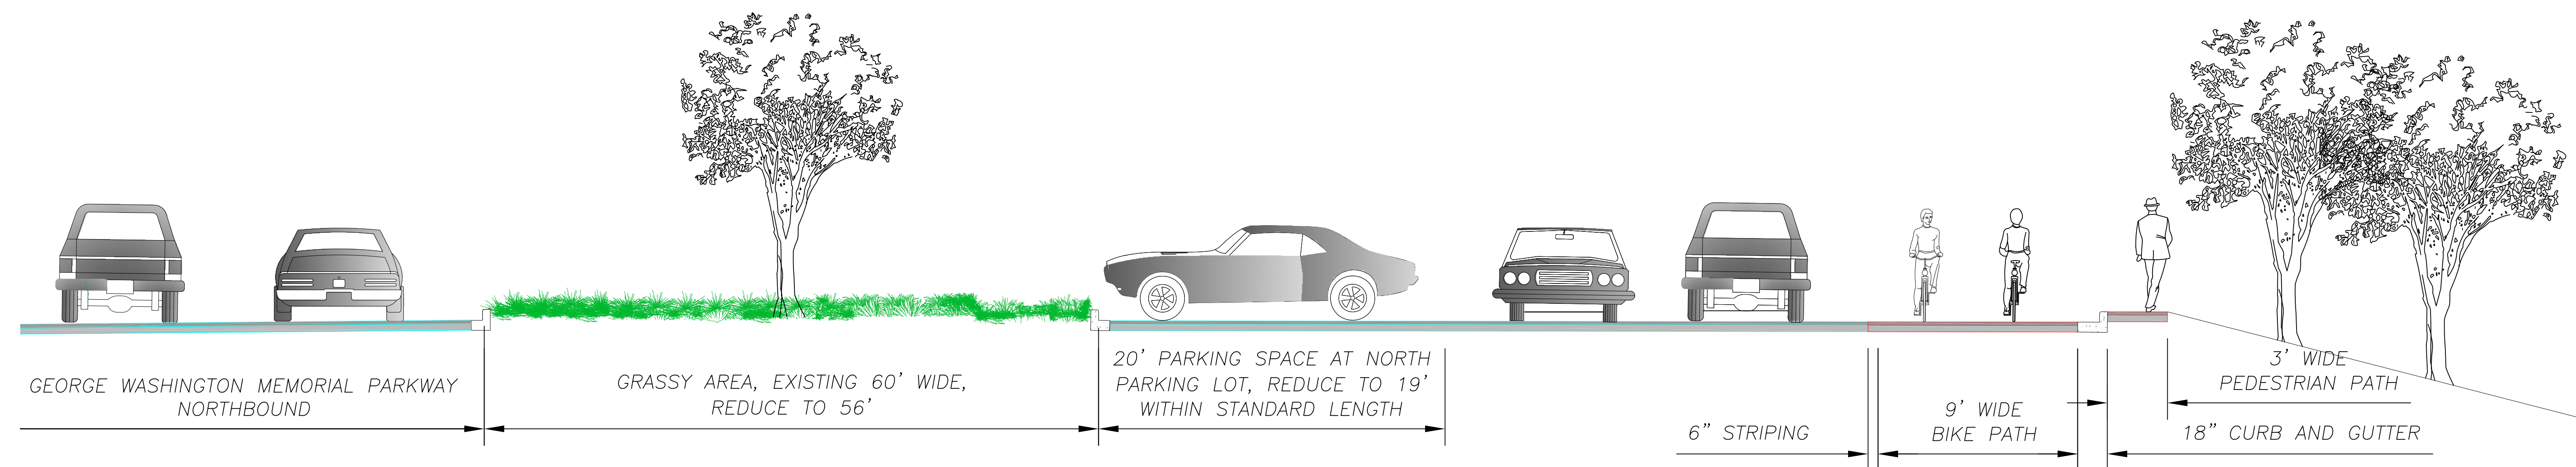 GEORGE WASHINGTON MEMORIAL PARKWAY
NORTHBOUND
GRASSY AREA, EXISTING 60' WIDE,
REDUCE TO 56'
20' PARKING SPACE AT NORTH
PARKING LOT, REDUCE TO 19'
WITHIN STANDARD LENGTH
6" STRIPING
9' WIDE
BIKE PATH
3' WIDE
PEDESTRIAN PATH
18" CURB AND GUTTER